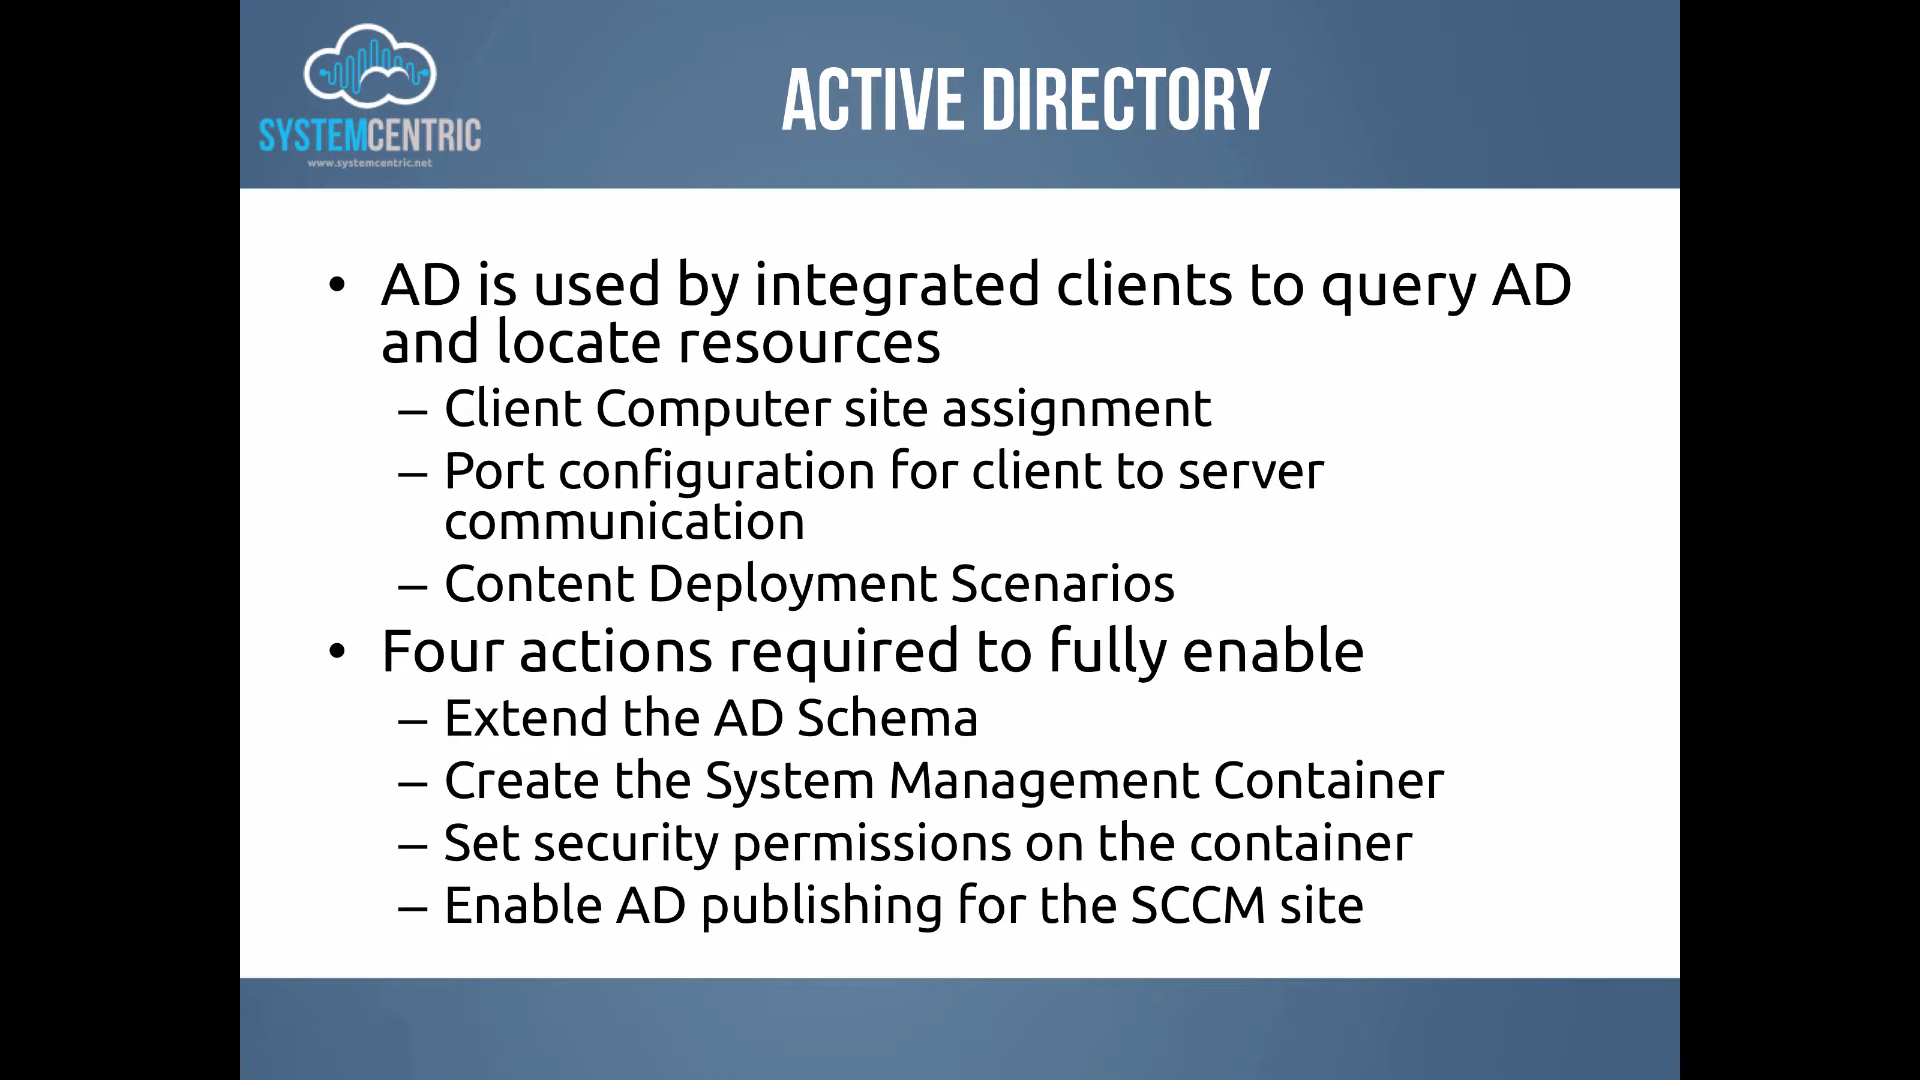 SYSTEMCENTRIC
www.systemcentric.net
ACTIVE DIRECTORY
• AD is used by integrated clients to query AD
and locate resources
– Client Computer site assignment
– Port configuration for client to server
communication
– Content Deployment Scenarios
• Four actions required to fully enable
– Extend the AD Schema
– Create the System Management Container
– Set security permissions on the container
– Enable AD publishing for the SCCM site